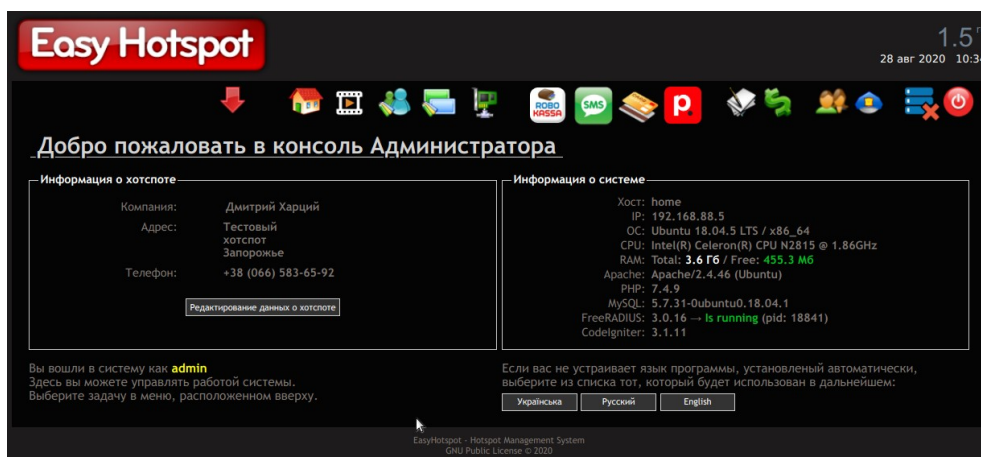 Easy Hotspot
1.5
28 авг 2020 10:34
ROBO
KASSA
SMS
p.
Добро пожаловать в консоль Администратора
Информация о хотспоте
Компания: Дмитрий Харций
Адрес: Тестовый
хотспот
Запорожье
Телефон: +38 (066) 583-65-92
Редактирование данных о хотспоте
Информация о системе
Хост: home
IP: 192.168.88.5
ОС: Ubuntu 18.04.5 LTS / x86_64
CPU: Intel(R) Celeron(R) CPU N2815 @ 1.86GHz
RAM: Total: 3.6 Гб / Free: 455.3 Мб
Apache: Apache/2.4.46 (Ubuntu)
PHP: 7.4.9
MySQL: 5.7.31-0ubuntu0.18.04.1
FreeRADIUS: 3.0.16 → Is running (pid: 18841)
CodeIgniter: 3.1.11
Вы вошли в систему как admin
Здесь вы можете управлять работой системы.
Выберите задачу в меню, расположенном вверху.
Если вас не устраивает язык программы, установленый автоматически,
выберите из списка тот, который будет использован в дальнейшем:
Українська
Русский
English
EasyHotspot - Hotspot Management System
GNU Public License © 2020